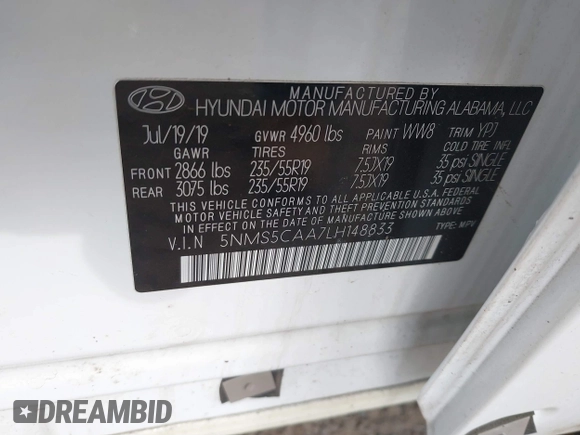 MANUFACTURED BY
HYUNDAI MOTOR MANUFACTURING ALABAMA, LLC
Jul/19/19 GVWR 4960 lbs PAINT WW8 TRIM YPJ
GAWR TIRES RIMS COLD TIRE INFL
FRONT 2866 lbs 235/55R19 7.5JX19 35 psi SINGLE
REAR 3075 lbs 235/55R19 7.5JX19 35 psi SINGLE
THIS VEHICLE CONFORMS TO ALL APPLICABLE U.S.A. FEDERAL
MOTOR VEHICLE SAFETY, BUMPER, AND THEFT PREVENTION STANDARDS
IN EFFECT ON THE DATE OF MANUFACTURE SHOWN ABOVE.
V.I.N 5NMS5CAA7LH148833 TYPE: MPV
DREAMBID